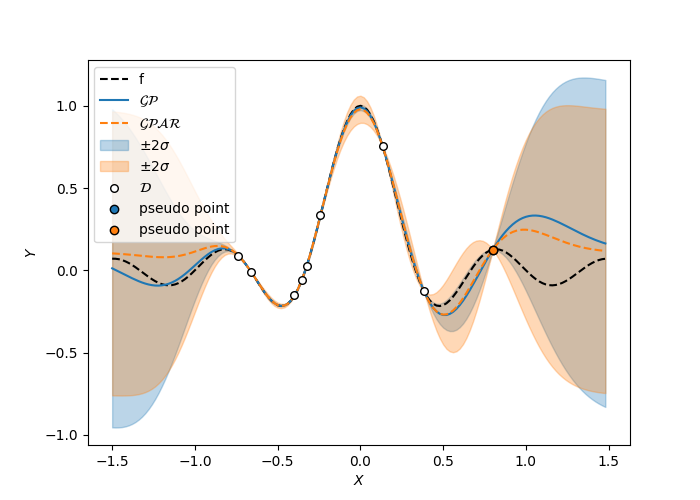 f
𝒢𝒫
𝒢𝒫𝒜ℛ
±2σ
±2σ
𝒟
pseudo point
pseudo point
1.0
0.5
0.0
−0.5
−1.0
Y
−1.5 −1.0 −0.5 0.0 0.5 1.0 1.5
X